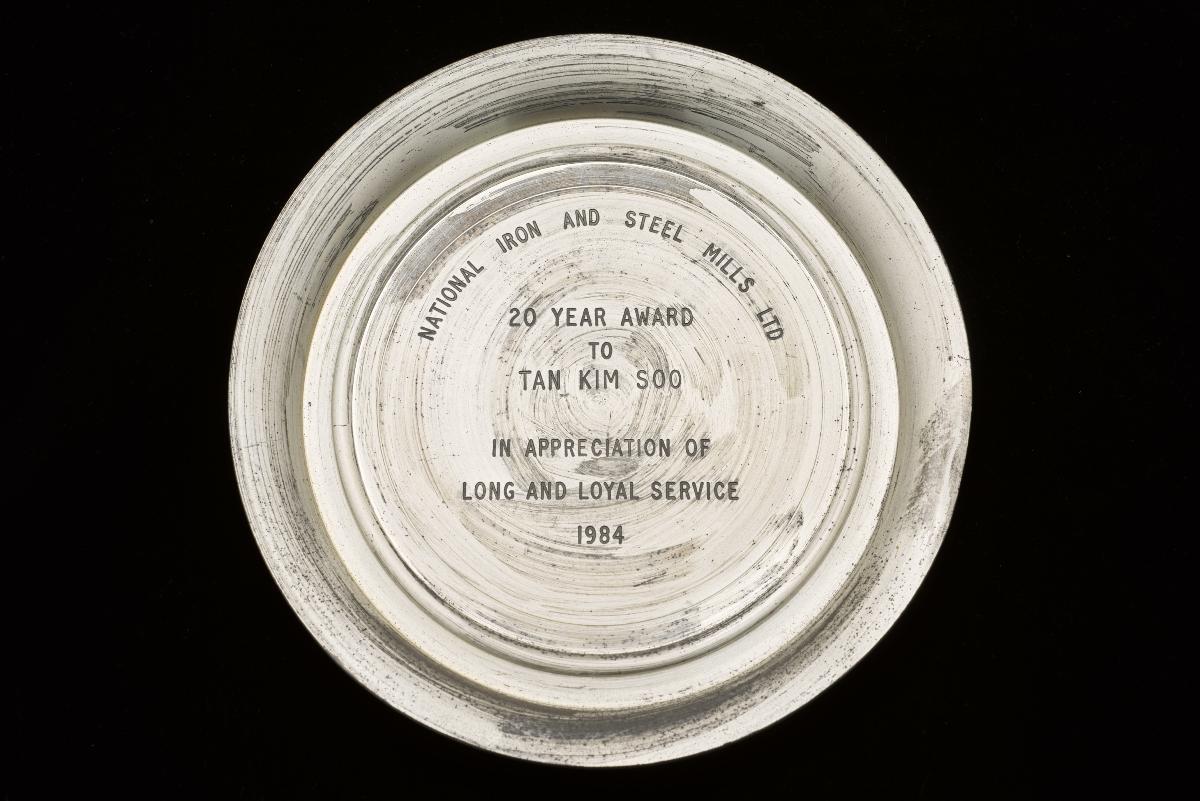 NATIONAL IRON AND STEEL MILLS LTD
20 YEAR AWARD
TO
TAN KIM SOO
IN APPRECIATION OF
LONG AND LOYAL SERVICE
1984